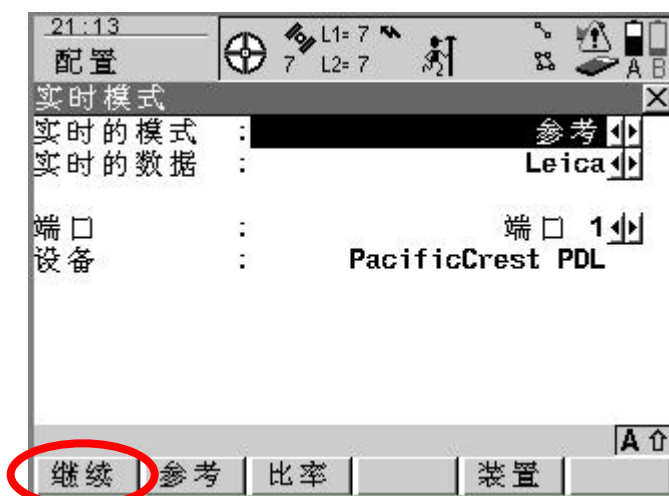 21:13
配置
7
L1= 7
L2= 7
A B
实时模式
实时的模式 : 参考
实时的数据 : Leica
端口 : 端口 1
设备 : PacificCrest PDL
A
继续 参考 比率 装置